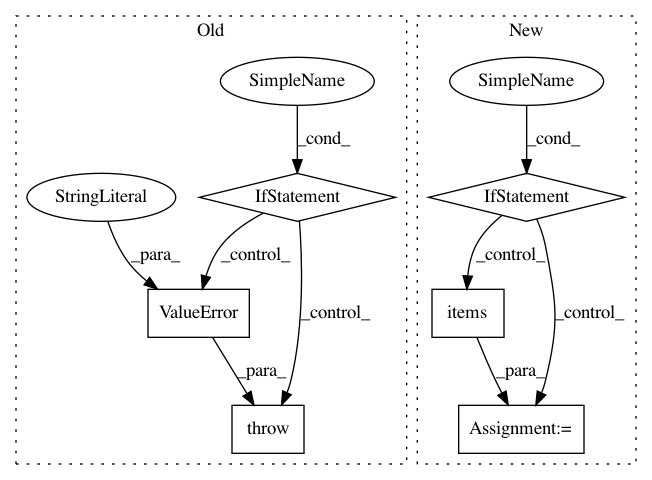 Old
New
SimpleName
SimpleName
_cond_
_cond_
StringLiteral
IfStatement
IfStatement
_para_
_control_
_control_
_control_
_control_
ValueError
items
_para_
_para_
throw
Assignment:=